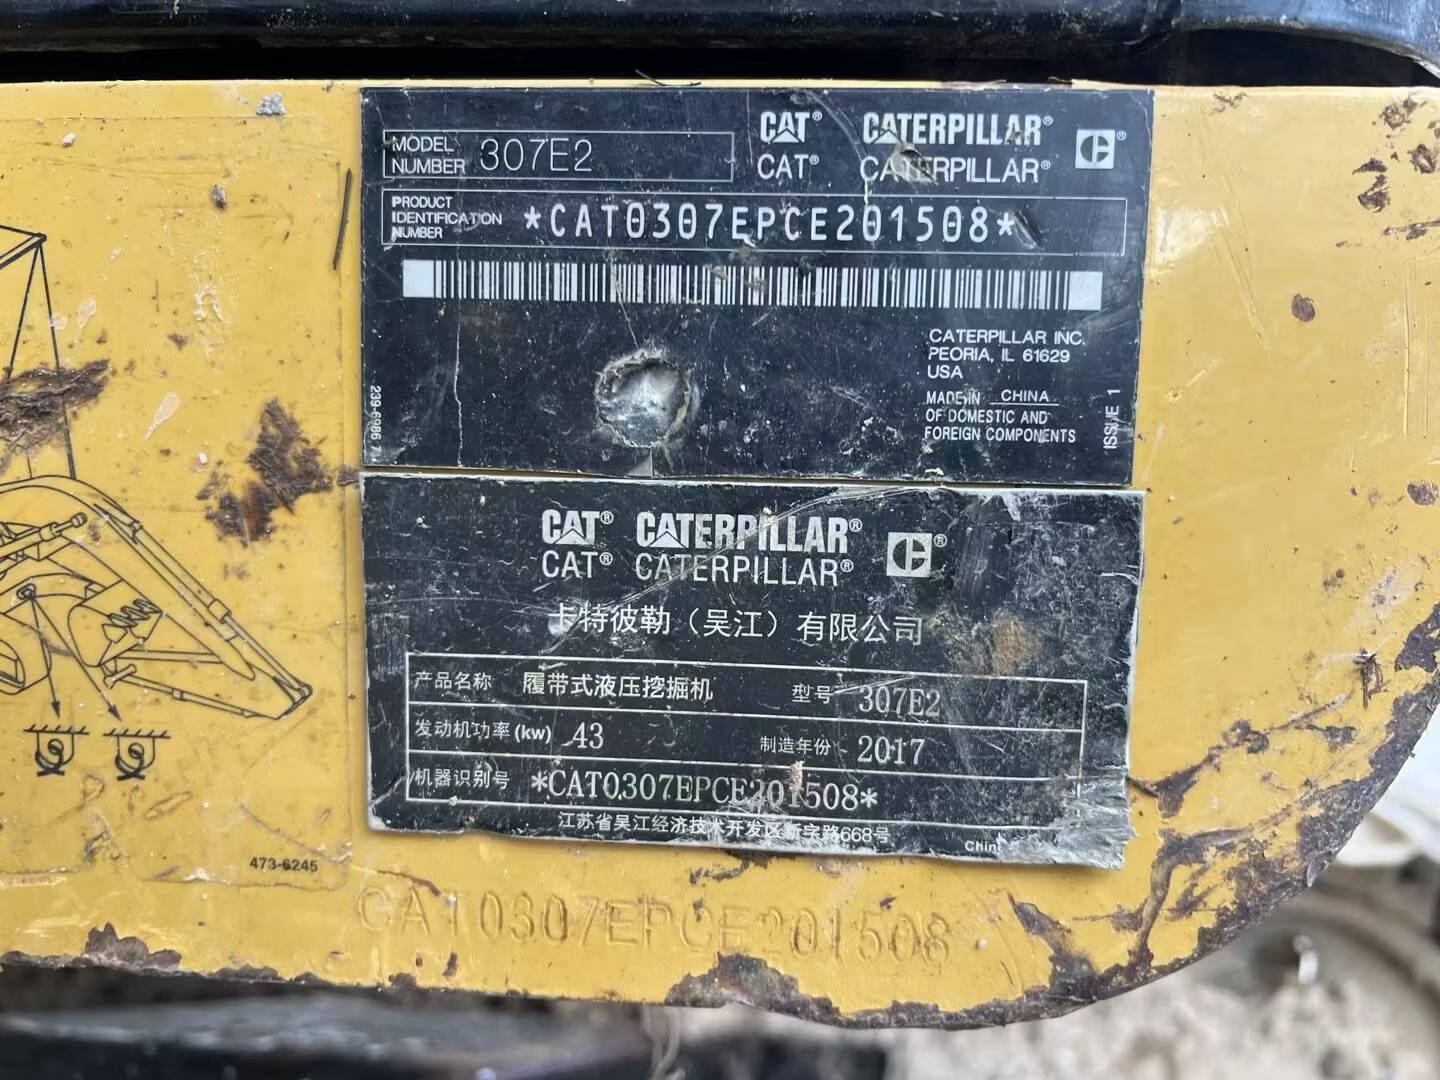 MODEL NUMBER 307E2
CAT® CATERPILLAR®
CAT® CATERPILLAR®
PRODUCT IDENTIFICATION NUMBER *CAT0307EPCE201508*
CATERPILLAR INC.
PEORIA, IL 61629
USA
MADE IN CHINA
OF DOMESTIC AND
FOREIGN COMPONENTS
ISSUE 1
239-6986 7
CAT® CATERPILLAR®
CAT® CATERPILLAR®
卡特彼勒（吴江）有限公司
产品名称 履带式液压挖掘机 型号 307E2
发动机功率(kw) 43 制造年份 2017
机器识别号 *CAT0307EPCE201508*
江苏省吴江经济技术开发区新字路668号
473-6245
CAT0307EPCE201508